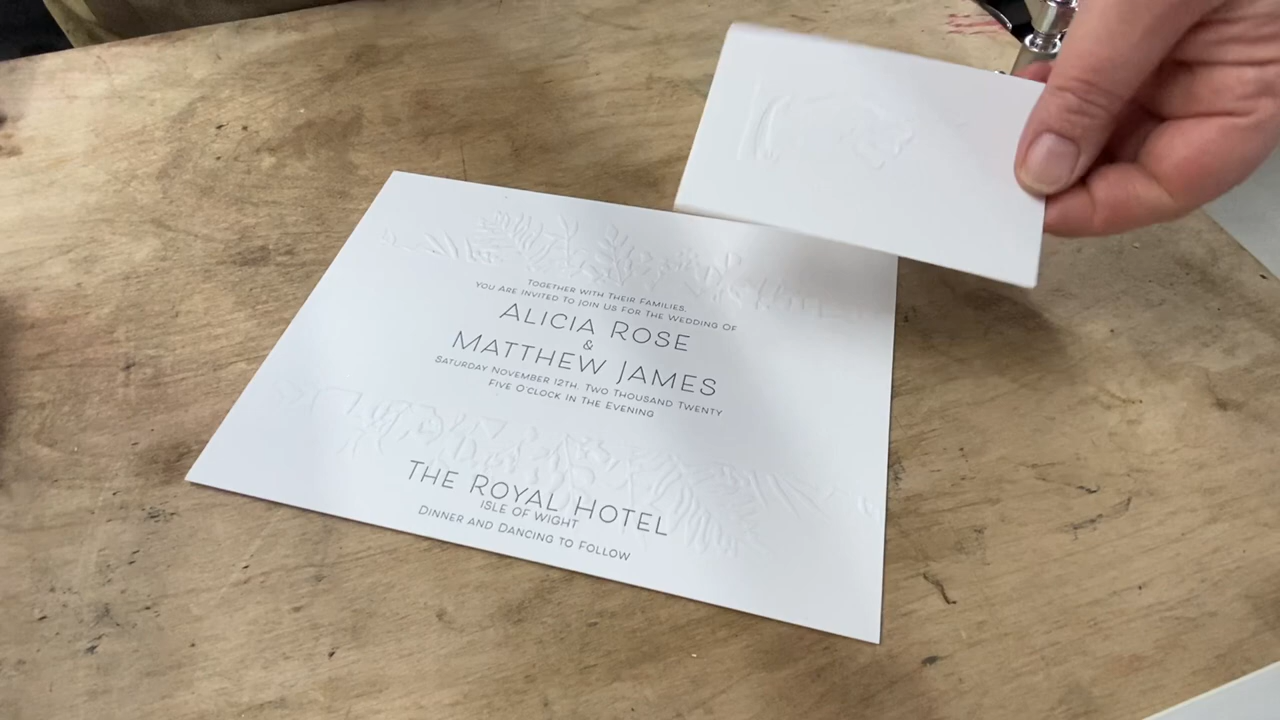 Together with Their Families,
You Are Invited To Join Us For The Wedding Of
Alicia Rose
&
Matthew James
Saturday November 12th, Two Thousand Twenty
Five O'clock In The Evening
The Royal Hotel
Isle of Wight
Dinner and Dancing to Follow